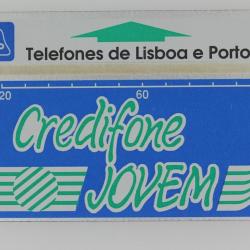 Telefones de Lisboa e Porto
20 60
Credifone
JOVEM